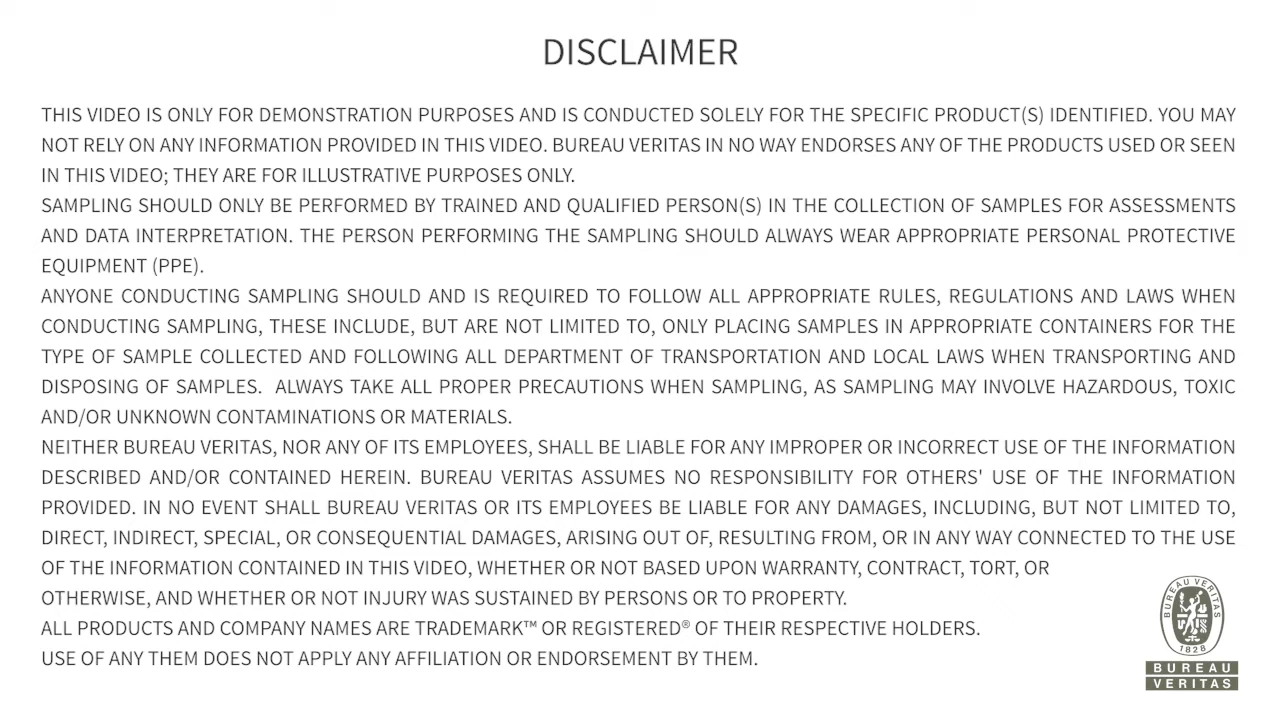 DISCLAIMER
THIS VIDEO IS ONLY FOR DEMONSTRATION PURPOSES AND IS CONDUCTED SOLELY FOR THE SPECIFIC PRODUCT(S) IDENTIFIED. YOU MAY
NOT RELY ON ANY INFORMATION PROVIDED IN THIS VIDEO. BUREAU VERITAS IN NO WAY ENDORSES ANY OF THE PRODUCTS USED OR SEEN
IN THIS VIDEO; THEY ARE FOR ILLUSTRATIVE PURPOSES ONLY.
SAMPLING SHOULD ONLY BE PERFORMED BY TRAINED AND QUALIFIED PERSON(S) IN THE COLLECTION OF SAMPLES FOR ASSESSMENTS
AND DATA INTERPRETATION. THE PERSON PERFORMING THE SAMPLING SHOULD ALWAYS WEAR APPROPRIATE PERSONAL PROTECTIVE
EQUIPMENT (PPE).
ANYONE CONDUCTING SAMPLING SHOULD AND IS REQUIRED TO FOLLOW ALL APPROPRIATE RULES, REGULATIONS AND LAWS WHEN
CONDUCTING SAMPLING, THESE INCLUDE, BUT ARE NOT LIMITED TO, ONLY PLACING SAMPLES IN APPROPRIATE CONTAINERS FOR THE
TYPE OF SAMPLE COLLECTED AND FOLLOWING ALL DEPARTMENT OF TRANSPORTATION AND LOCAL LAWS WHEN TRANSPORTING AND
DISPOSING OF SAMPLES. ALWAYS TAKE ALL PROPER PRECAUTIONS WHEN SAMPLING, AS SAMPLING MAY INVOLVE HAZARDOUS, TOXIC
AND/OR UNKNOWN CONTAMINATIONS OR MATERIALS.
NEITHER BUREAU VERITAS, NOR ANY OF ITS EMPLOYEES, SHALL BE LIABLE FOR ANY IMPROPER OR INCORRECT USE OF THE INFORMATION
DESCRIBED AND/OR CONTAINED HEREIN. BUREAU VERITAS ASSUMES NO RESPONSIBILITY FOR OTHERS' USE OF THE INFORMATION
PROVIDED. IN NO EVENT SHALL BUREAU VERITAS OR ITS EMPLOYEES BE LIABLE FOR ANY DAMAGES, INCLUDING, BUT NOT LIMITED TO,
DIRECT, INDIRECT, SPECIAL, OR CONSEQUENTIAL DAMAGES, ARISING OUT OF, RESULTING FROM, OR IN ANY WAY CONNECTED TO THE USE
OF THE INFORMATION CONTAINED IN THIS VIDEO, WHETHER OR NOT BASED UPON WARRANTY, CONTRACT, TORT, OR
OTHERWISE, AND WHETHER OR NOT INJURY WAS SUSTAINED BY PERSONS OR TO PROPERTY.
ALL PRODUCTS AND COMPANY NAMES ARE TRADEMARK™ OR REGISTERED® OF THEIR RESPECTIVE HOLDERS.
USE OF ANY THEM DOES NOT APPLY ANY AFFILIATION OR ENDORSEMENT BY THEM.
BUREAU VERITAS
1828
BUREAU
VERITAS